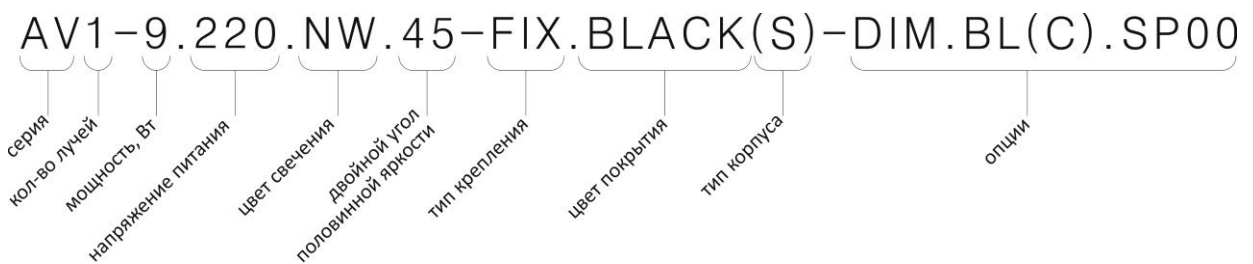 AV1-9.220.NW.45-FIX.BLACK(S)-DIM.BL(C).SP00
серия
кол-во лучей
мощность, Вт
напряжение питания
цвет свечения
двойной угол
половинной яркости
тип крепления
цвет покрытия
тип корпуса
опции